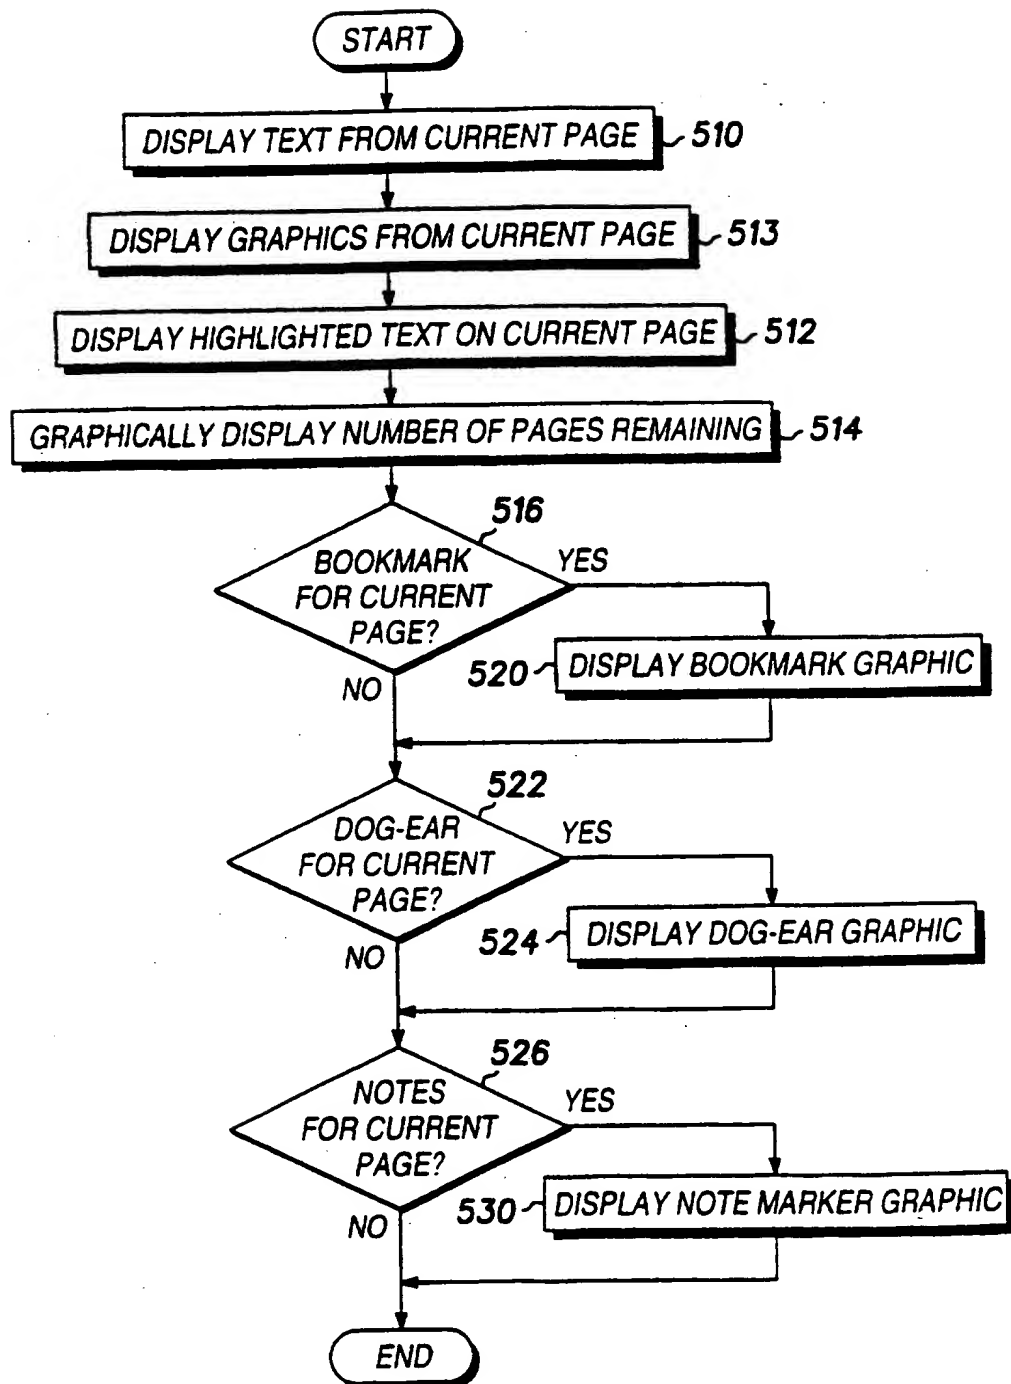 START
DISPLAY TEXT FROM CURRENT PAGE 510
DISPLAY GRAPHICS FROM CURRENT PAGE 513
DISPLAY HIGHLIGHTED TEXT ON CURRENT PAGE 512
GRAPHICALLY DISPLAY NUMBER OF PAGES REMAINING 514
516
BOOKMARK
FOR CURRENT
PAGE?
YES
520 DISPLAY BOOKMARK GRAPHIC
NO
522
DOG-EAR
FOR CURRENT
PAGE?
YES
524 DISPLAY DOG-EAR GRAPHIC
NO
526
NOTES
FOR CURRENT
PAGE?
YES
530 DISPLAY NOTE MARKER GRAPHIC
NO
END